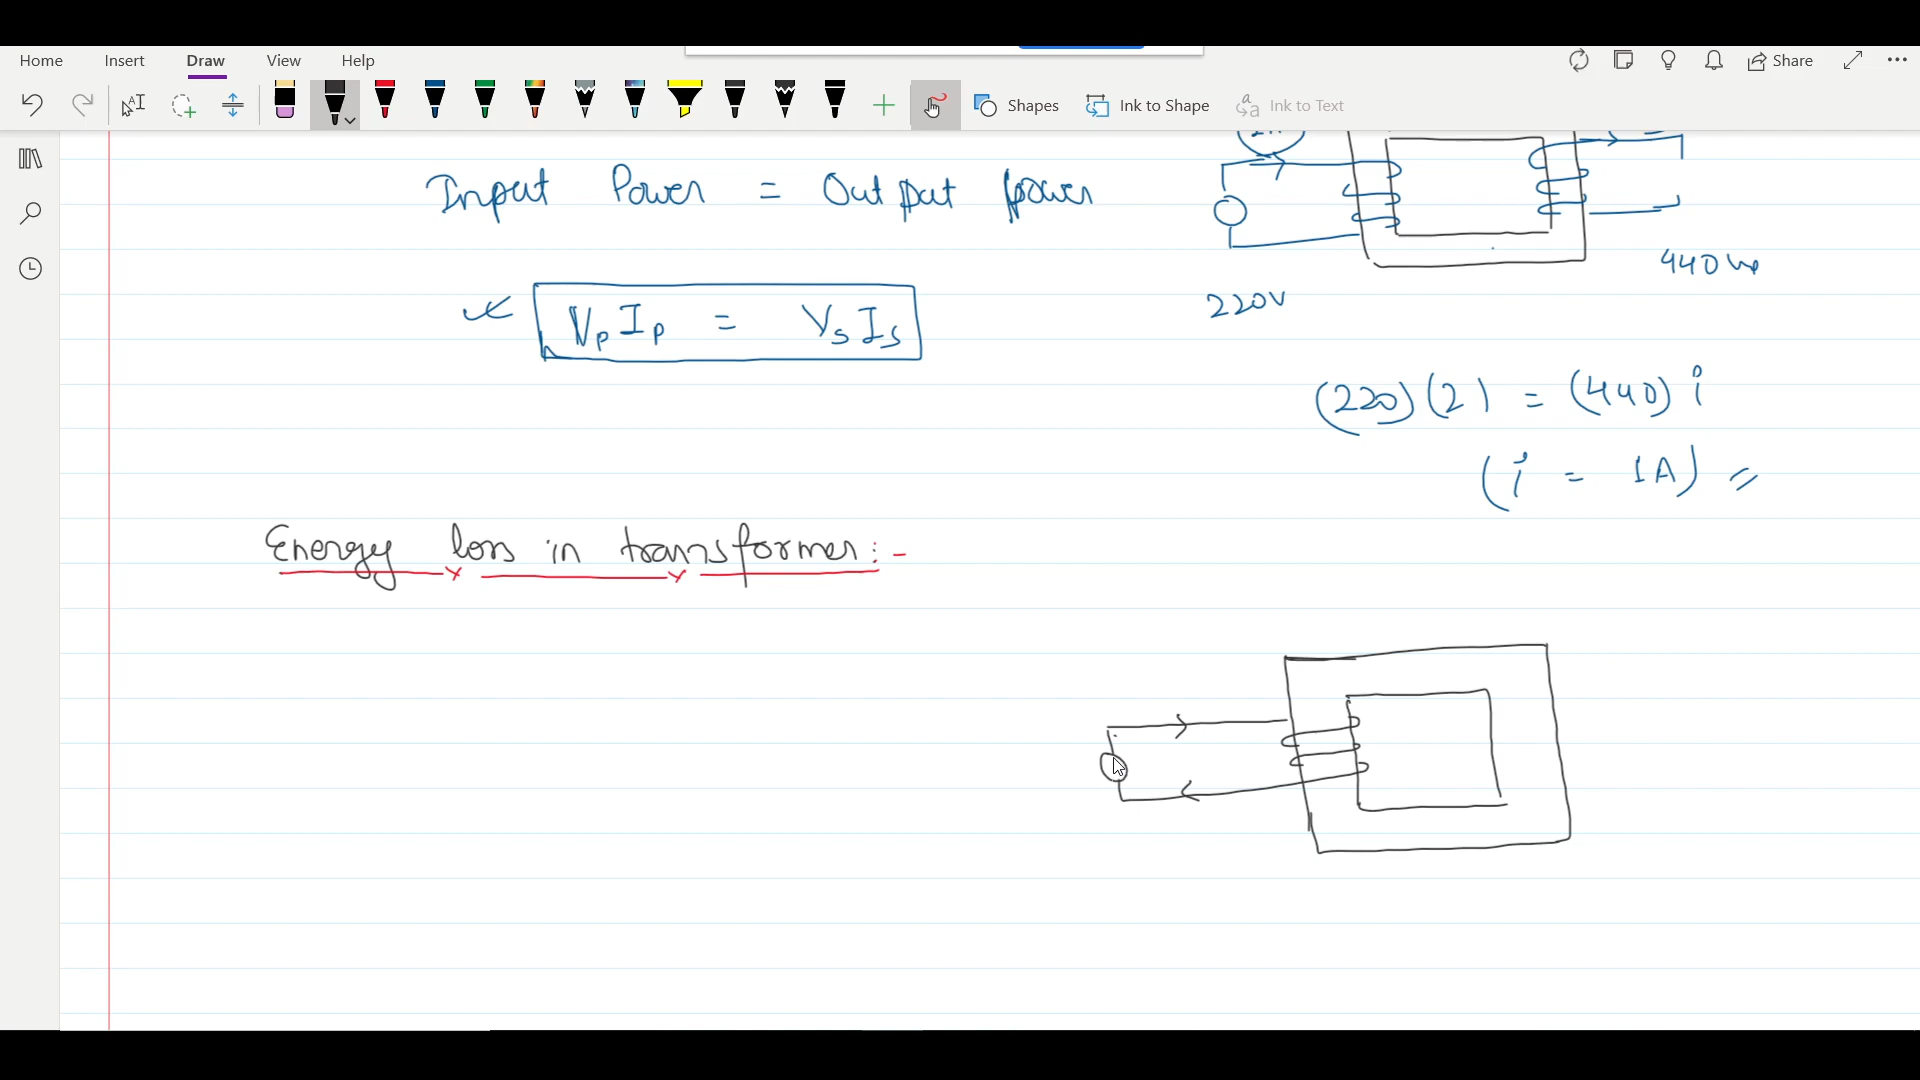 Home Insert Draw View Help Share
Shapes Ink to Shape Ink to Text
Input Power = Output power
440
220V
VpIp = VsIs
(220)(2) = (440) i
(i = 1A) =
Energy loss in transformer:-